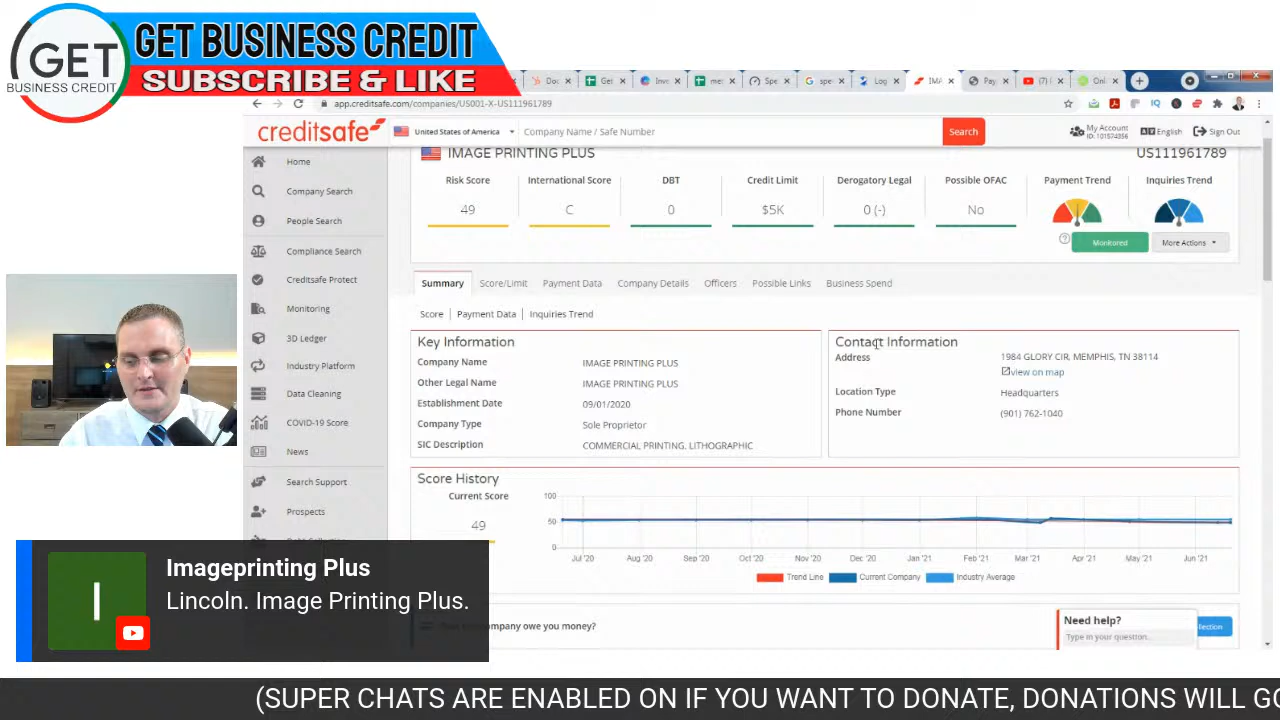 GET
BUSINESS CREDIT
GET BUSINESS CREDIT
SUBSCRIBE & LIKE
Log
Pay
app.creditsafe.com/companies/US001-X-US111961789
creditsafe
United States of America
Company Name / Safe Number
Search
My Account
ID: 101574856
English
Sign Out
Home
Company Search
People Search
Compliance Search
Creditsafe Protect
Monitoring
3D Ledger
Industry Platform
Data Cleaning
COVID-19 Score
News
Search Support
Prospects
IMAGE PRINTING PLUS
US111961789
Risk Score
International Score
DBT
Credit Limit
Derogatory Legal
Possible OFAC
Payment Trend
Inquiries Trend
49
C
0
$5K
0 (-)
No
Monitored
More Actions
Summary
Score/Limit
Payment Data
Company Details
Officers
Possible Links
Business Spend
Score
Payment Data
Inquiries Trend
Key Information
Company Name
IMAGE PRINTING PLUS
Other Legal Name
IMAGE PRINTING PLUS
Establishment Date
09/01/2020
Company Type
Sole Proprietor
SIC Description
COMMERCIAL PRINTING, LITHOGRAPHIC
Contact Information
Address
1984 GLORY CIR, MEMPHIS, TN 38114
view on map
Location Type
Headquarters
Phone Number
(901) 762-1040
Score History
Current Score
49
100
50
0
Jul '20
Aug '20
Sep '20
Oct '20
Nov '20
Dec '20
Jan '21
Feb '21
Mar '21
Apr '21
May '21
Jun '21
Trend Line
Current Company
Industry Average
company owe you money?
Need help?
Type in your question..
I
Imageprinting Plus
Lincoln. Image Printing Plus.
(SUPER CHATS ARE ENABLED ON IF YOU WANT TO DONATE, DONATIONS WILL GO